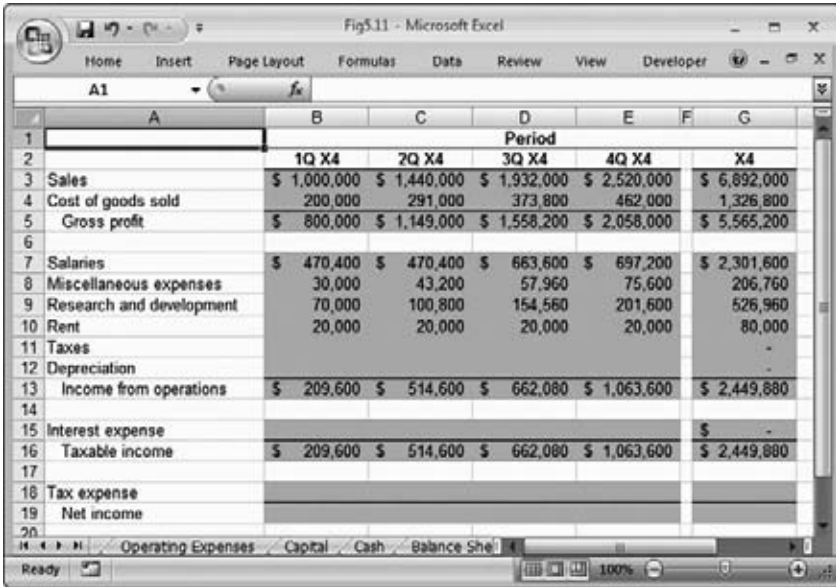 Fig5.11 - Microsoft Excel
Home Insert Page Layout Formulas Data Review View Developer
A1 fx
A B C D E F G
1 Period
2 1Q X4 2Q X4 3Q X4 4Q X4 X4
3 Sales $ 1,000,000 $ 1,440,000 $ 1,932,000 $ 2,520,000 $ 6,892,000
4 Cost of goods sold 200,000 291,000 373,800 462,000 1,326,800
5 Gross profit $ 800,000 $ 1,149,000 $ 1,558,200 $ 2,058,000 $ 5,565,200
6
7 Salaries $ 470,400 $ 470,400 $ 663,600 $ 697,200 $ 2,301,600
8 Miscellaneous expenses 30,000 43,200 57,960 75,600 206,760
9 Research and development 70,000 100,800 154,560 201,600 526,960
10 Rent 20,000 20,000 20,000 20,000 80,000
11 Taxes -
12 Depreciation -
13 Income from operations $ 209,600 $ 514,600 $ 662,080 $ 1,063,600 $ 2,449,880
14
15 Interest expense $ -
16 Taxable income $ 209,600 $ 514,600 $ 662,080 $ 1,063,600 $ 2,449,880
17
18 Tax expense
19 Net income
20
Operating Expenses Capital Cash Balance Shee
Ready 100%